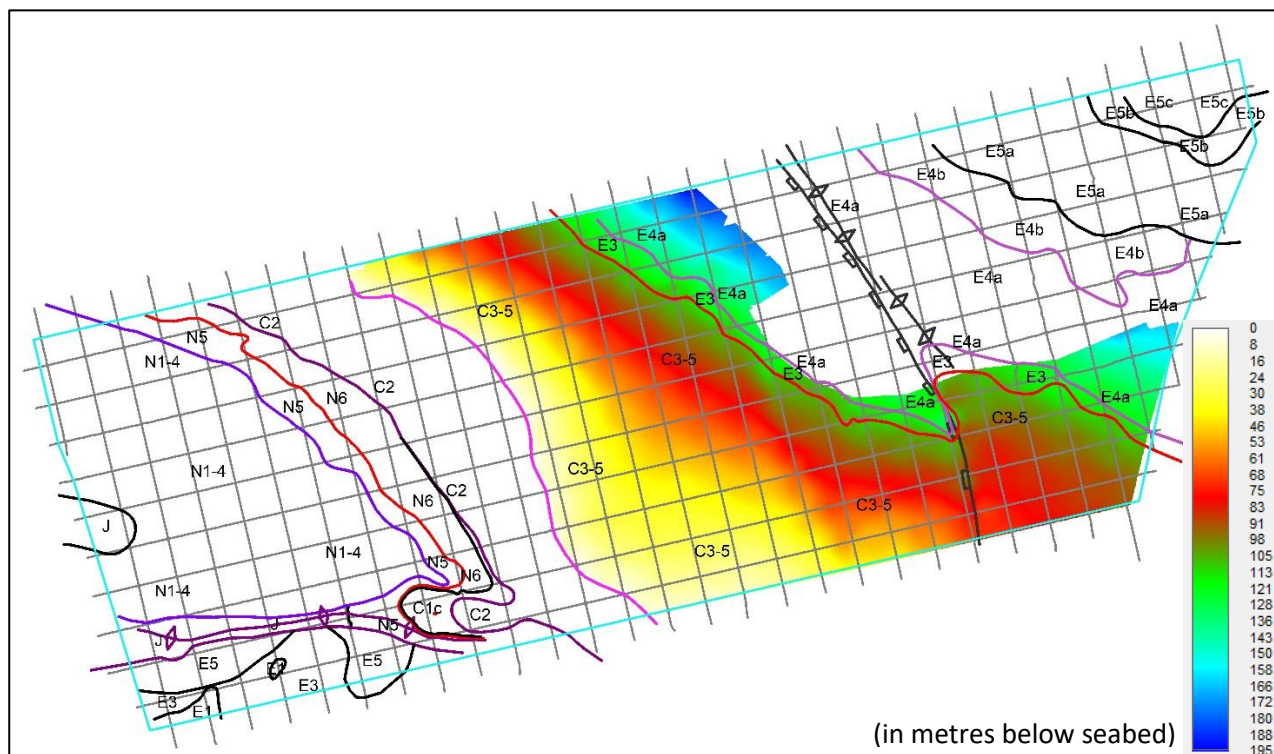 E5c
E5c
E5b
E5b
E5b
E5a
E4b
E4a
E5a
E5a
E3
E4a
E4b
E4b
E4a
E4a
C3-5
E3
E4a
C2
N5
N1-4
C3-5
E4a
E4a
E3
C2
N5
N6
E3
E3
E4a
E4a
C3-5
N1-4
C3-5
C2
N6
C3-5
J
N1-4
C3-5
N5
N6
N1-4
C1c
C2
J
J
N5
E5
E5
E3
E3
E1
0
8
16
24
30
38
46
53
61
68
75
83
90
98
105
113
121
128
136
143
150
158
166
172
180
188
195
(in metres below seabed)